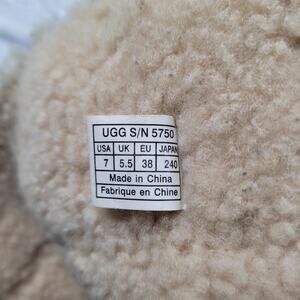 UGG S/N 5750
USA UK EU JAPAN
7 5.5 38 240
Made in China
Fabrique en Chine